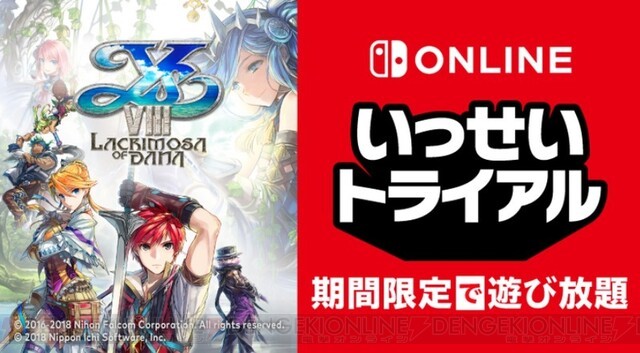 Ys
VIII
LACRIMOSA
OF
DANA
© 2016-2018 Nihon Falcom Corporation. All rights reserved.
© 2018 Nippon Ichi Software, Inc.
ONLINE
いっせい
トライアル
期間限定で遊び放題
DENGEKIONLINE
DENGEKIONLINE